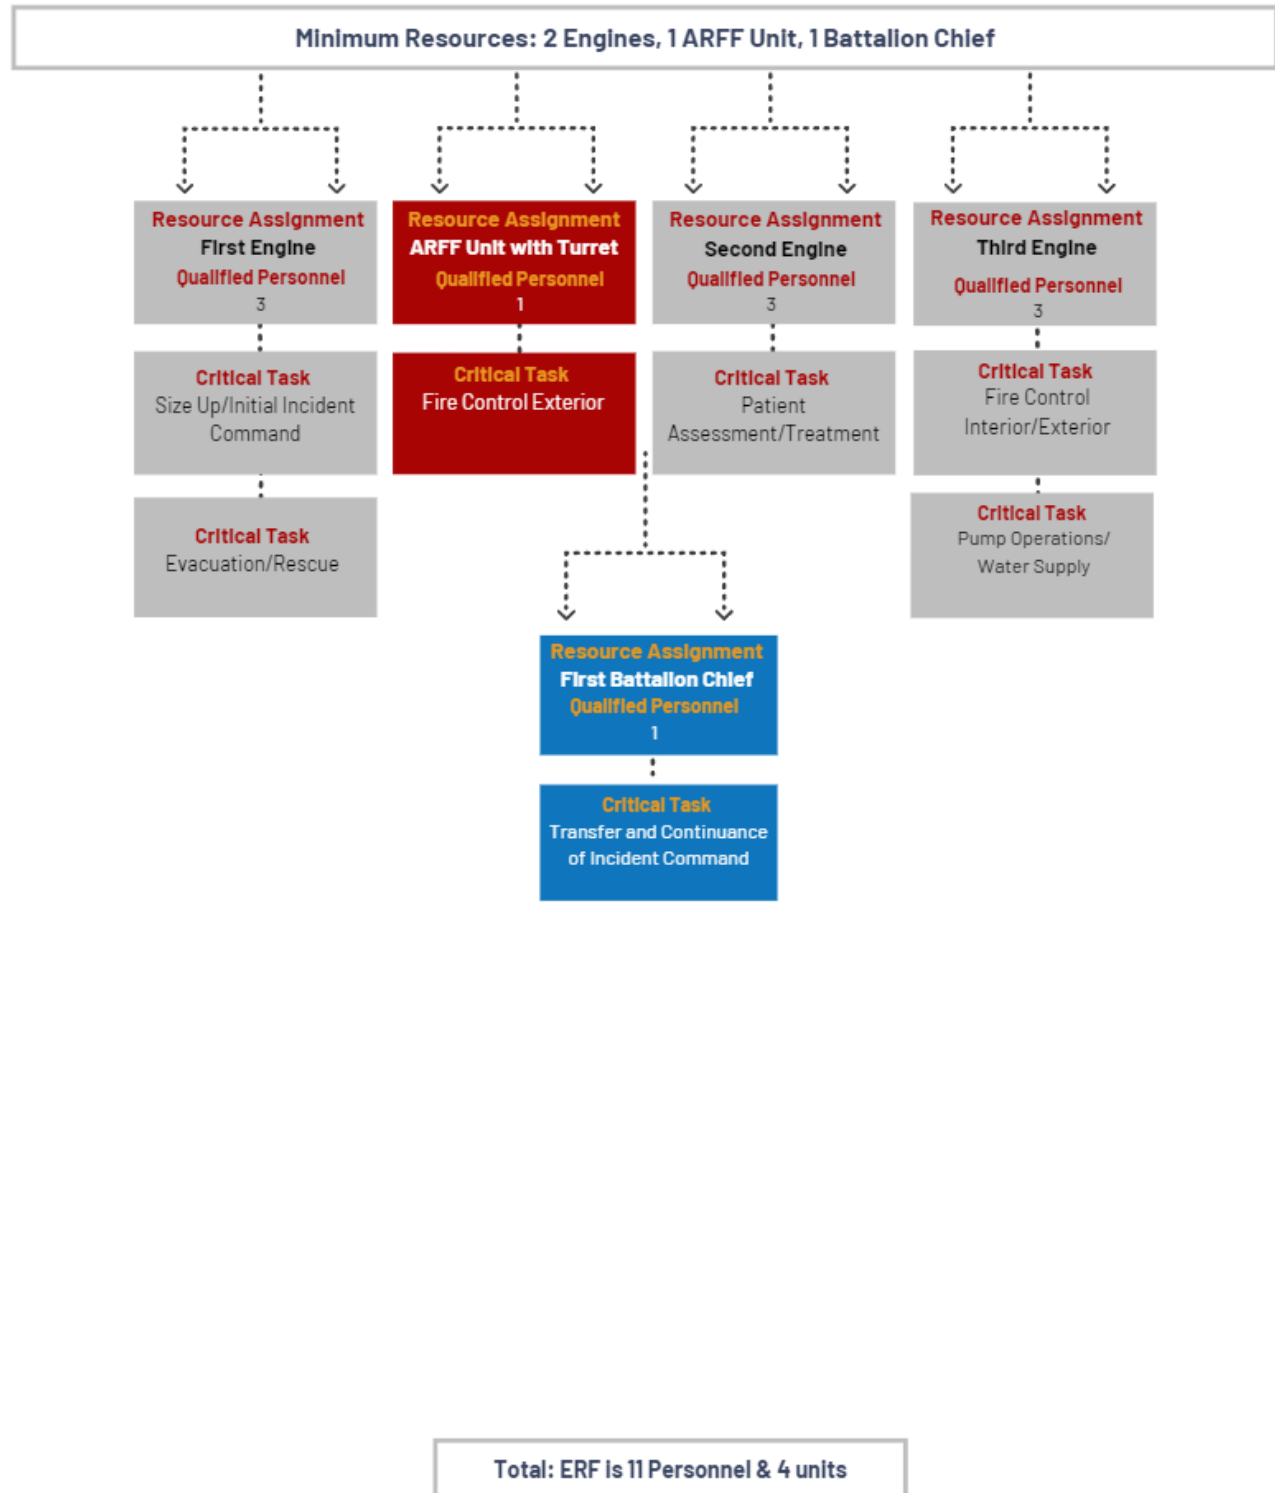 Minimum Resources: 2 Engines, 1 ARFF Unit, 1 Battalion Chief
Resource Assignment
First Engine
Qualified Personnel
3
Critical Task
Size Up/Initial Incident
Command
Critical Task
Evacuation/Rescue
Resource Assignment
ARFF Unit with Turret
Qualified Personnel
1
Critical Task
Fire Control Exterior
Resource Assignment
Second Engine
Qualified Personnel
3
Critical Task
Patient
Assessment/Treatment
Resource Assignment
Third Engine
Qualified Personnel
3
Critical Task
Fire Control
Interior/Exterior
Critical Task
Pump Operations/
Water Supply
Resource Assignment
First Battalion Chief
Qualified Personnel
1
Critical Task
Transfer and Continuance
of Incident Command
Total: ERF is 11 Personnel & 4 units